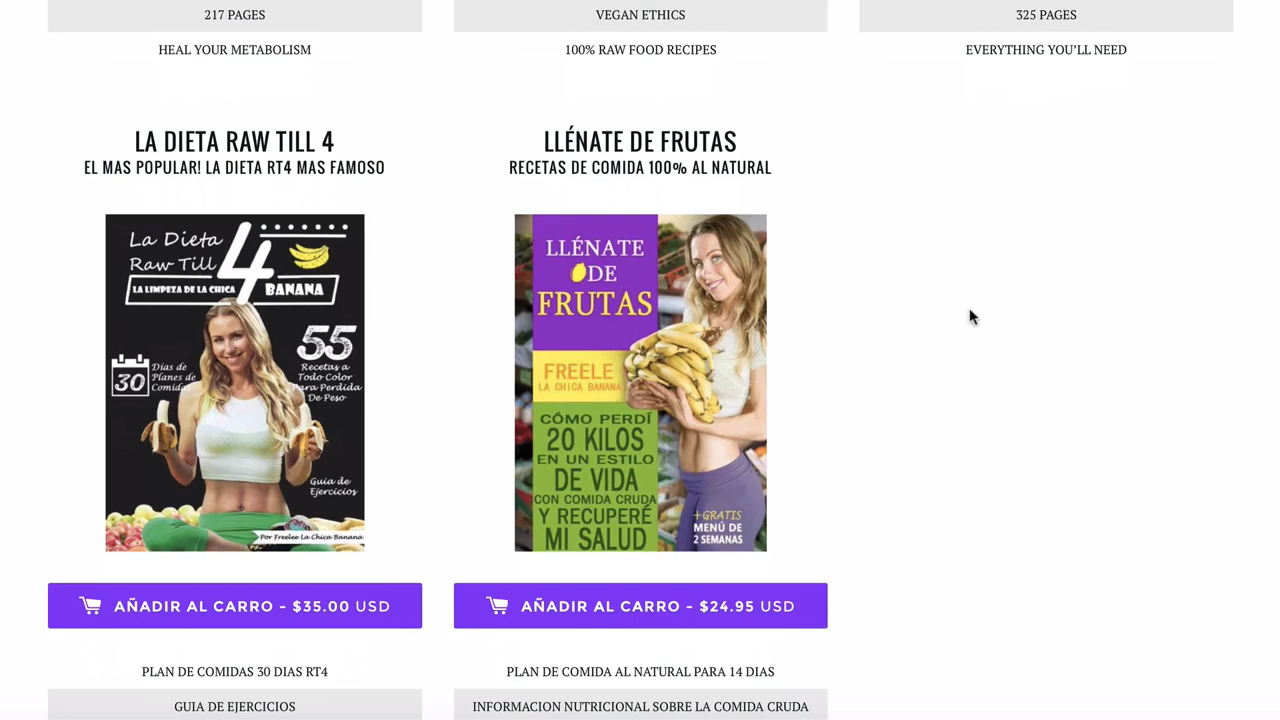 217 PAGES
VEGAN ETHICS
325 PAGES
HEAL YOUR METABOLISM
100% RAW FOOD RECIPES
EVERYTHING YOU'LL NEED
LA DIETA RAW TILL 4
EL MAS POPULAR! LA DIETA RT4 MAS FAMOSO
La Dieta
Raw Till 4
LA LIMPEZA DE LA CHICA BANANA
30 Días de
Planes de
Comidas
55
Recetas a
Todo Color
Para Perdida
De Peso
Guia de
Ejercicios
Por Freelee La Chica Banana
AÑADIR AL CARRO - $35.00 USD
PLAN DE COMIDAS 30 DIAS RT4
GUIA DE EJERCICIOS
LLÉNATE DE FRUTAS
RECETAS DE COMIDA 100% AL NATURAL
LLÉNATE
DE
FRUTAS
FREELE
LA CHICA BANANA
CÓMO PERDÍ
20 KILOS
EN UN ESTILO
DE VIDA
CON COMIDA CRUDA
Y RECUPERÉ
MI SALUD
+GRATIS
MENÚ DE
2 SEMANAS
AÑADIR AL CARRO - $24.95 USD
PLAN DE COMIDA AL NATURAL PARA 14 DIAS
INFORMACION NUTRICIONAL SOBRE LA COMIDA CRUDA